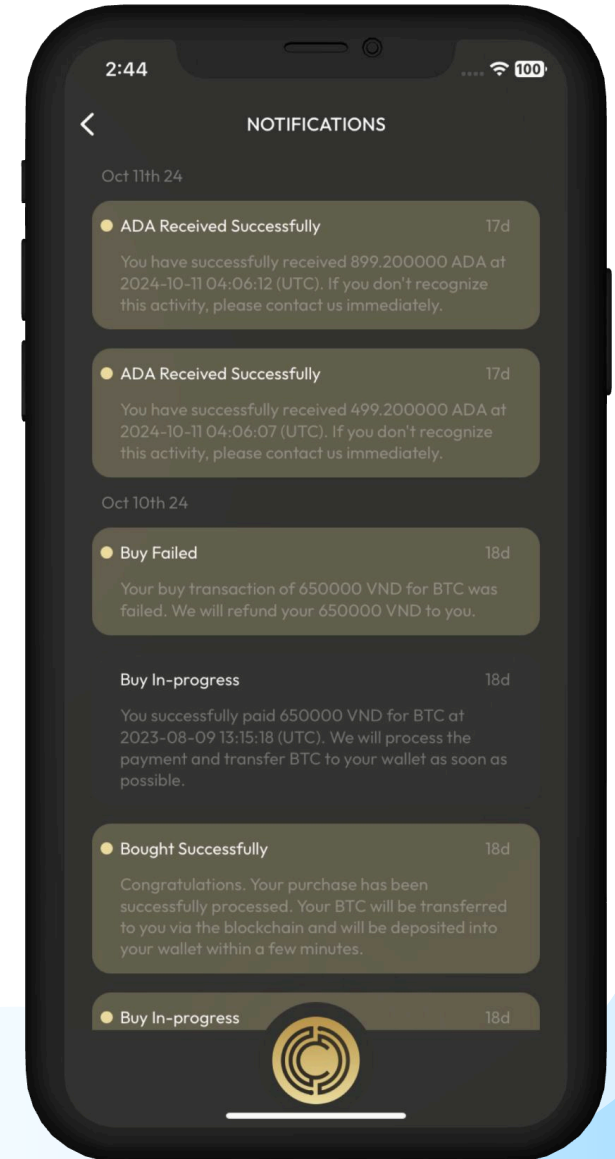 2:44
100
NOTIFICATIONS
Oct 11th 24
ADA Received Successfully 17d
You have successfully received 899.200000 ADA at
2024-10-11 04:06:12 (UTC). If you don't recognize
this activity, please contact us immediately.
ADA Received Successfully 17d
You have successfully received 499.200000 ADA at
2024-10-11 04:06:07 (UTC). If you don't recognize
this activity, please contact us immediately.
Oct 10th 24
Buy Failed 18d
Your buy transaction of 650000 VND for BTC was
failed. We will refund your 650000 VND to you.
Buy In-progress 18d
You successfully paid 650000 VND for BTC at
2023-08-09 13:15:18 (UTC). We will process the
payment and transfer BTC to your wallet as soon as
possible.
Bought Successfully 18d
Congratulations. Your purchase has been
successfully processed. Your BTC will be transferred
to you via the blockchain and will be deposited into
your wallet within a few minutes.
Buy In-progress 18d